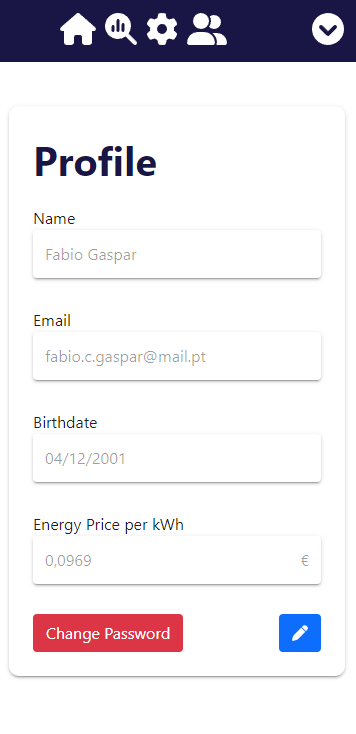 Profile
Name
Fabio Gaspar
Email
fabio.c.gaspar@mail.pt
Birthdate
04/12/2001
Energy Price per kWh
0,0969 €
Change Password